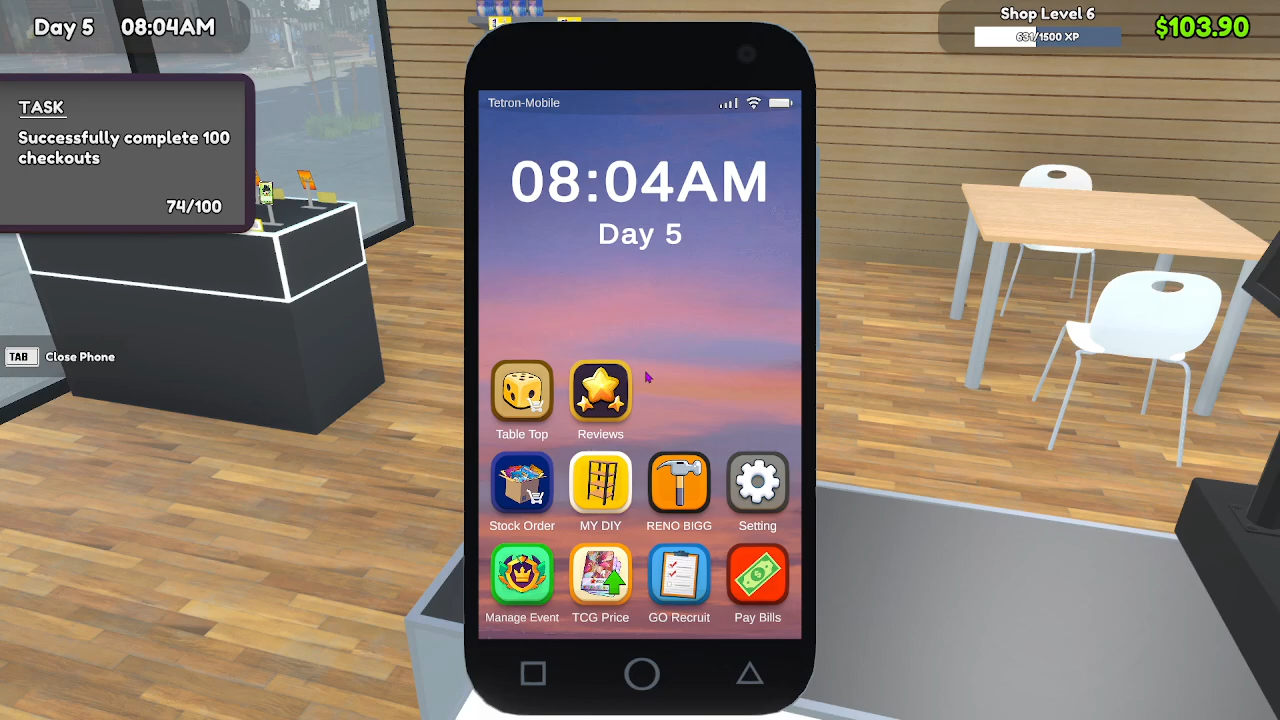 Day 5 08:04AM
Shop Level 6
631/1500 XP
$103.90
TASK
Successfully complete 100
checkouts
74/100
TAB Close Phone
Tetron-Mobile
08:04AM
Day 5
Table Top
Reviews
Stock Order
MY DIY
RENO BIGG
Setting
Manage Event
TCG Price
GO Recruit
Pay Bills